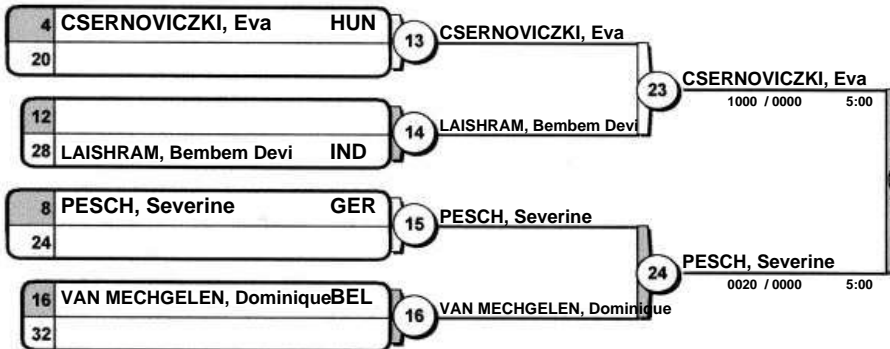 4 CSERNOVICZKI, Eva HUN
20
13 CSERNOVICZKI, Eva
12
28 LAISHRAM, Bembem Devi IND
14 LAISHRAM, Bembem Devi
23 CSERNOVICZKI, Eva
1000 / 0000 5:00
8 PESCH, Severine GER
24
15 PESCH, Severine
16 VAN MECHGELEN, Dominique BEL
32
16 VAN MECHGELEN, Dominique
24 PESCH, Severine
0020 / 0000 5:00